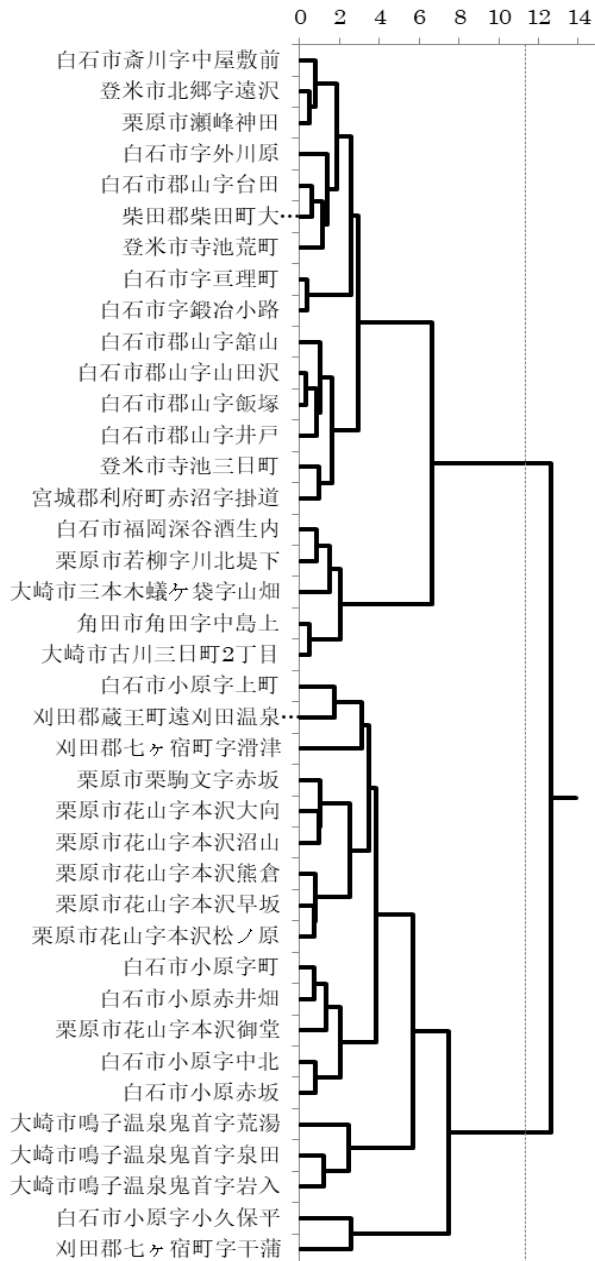 0 2 4 6 8 10 12 14
白石市斎川字中屋敷前
登米市北郷字遠沢
栗原市瀬峰神田
白石市字外川原
白石市郡山字台田
柴田郡柴田町大…
登米市寺池荒町
白石市字亘理町
白石市字鍛冶小路
白石市郡山字舘山
白石市郡山字山田沢
白石市郡山字飯塚
白石市郡山字井戸
登米市寺池三日町
宮城郡利府町赤沼字掛道
白石市福岡深谷酒生内
栗原市若柳字川北堤下
大崎市三本木蟻ケ袋字山畑
角田市角田字中島上
大崎市古川三日町2丁目
白石市小原字上町
刈田郡蔵王町遠刈田温泉…
刈田郡七ヶ宿町字滑津
栗原市栗駒文字赤坂
栗原市花山字本沢大向
栗原市花山字本沢沼山
栗原市花山字本沢熊倉
栗原市花山字本沢早坂
栗原市花山字本沢松ノ原
白石市小原字町
白石市小原赤井畑
栗原市花山字本沢御堂
白石市小原字中北
白石市小原赤坂
大崎市鳴子温泉鬼首字荒湯
大崎市鳴子温泉鬼首字泉田
大崎市鳴子温泉鬼首字岩入
白石市小原字小久保平
刈田郡七ヶ宿町字干蒲